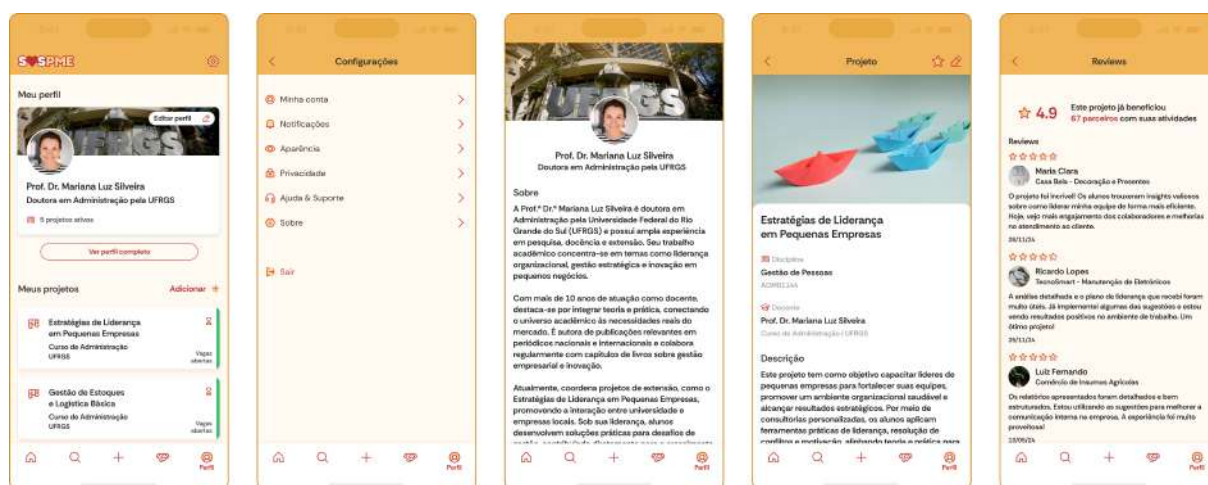 SOSPME
Meu perfil
Editar perfil
UFRGS
Prof. Dr. Mariana Luz Silveira
Doutora em Administração pela UFRGS
5 projetos ativos
Ver perfil completo
Meus projetos
Adicionar +
Estratégias de Liderança
em Pequenas Empresas
Curso de Administração
UFRGS
Vagas
abertas
Gestão de Estoques
e Logística Básica
Curso de Administração
UFRGS
Vagas
abertas
Perfil
Configurações
Minha conta
Notificações
Aparência
Privacidade
Ajuda & Suporte
Sobre
Sair
Perfil
UFRGS
Prof. Dr. Mariana Luz Silveira
Doutora em Administração pela UFRGS
Sobre
A Prof.ª Dr.ª Mariana Luz Silveira é doutora em
Administração pela Universidade Federal do Rio
Grande do Sul (UFRGS) e possui ampla experiência
em pesquisa, docência e extensão. Seu trabalho
acadêmico concentra-se em temas como liderança
organizacional, gestão estratégica e inovação em
pequenos negócios.
Com mais de 10 anos de atuação como docente,
destaca-se por integrar teoria e prática, conectando
o universo acadêmico às necessidades reais do
mercado. É autora de publicações relevantes em
periódicos nacionais e internacionais e colabora
regularmente com capítulos de livros sobre gestão
empresarial e inovação.
Atualmente, coordena projetos de extensão, como o
Estratégias de Liderança em Pequenas Empresas,
promovendo a interação entre universidade e
empresas locais. Sob sua liderança, alunos
desenvolvem soluções práticas para desafios de
gestão, contribuindo diretamente para o crescimento
Perfil
Projeto
Estratégias de Liderança
em Pequenas Empresas
Disciplina
Gestão de Pessoas
Docente
Prof. Dr. Mariana Luz Silveira
Curso de Administração | UFRGS
Descrição
Este projeto tem como objetivo capacitar líderes de
pequenas empresas para fortalecer suas equipes,
promover um ambiente organizacional saudável e
alcançar resultados estratégicos. Por meio de
consultorias personalizadas, os alunos aplicam
ferramentas práticas de liderança, resolução de
conflitos e motivação, alinhando teoria e prática para
Perfil
Reviews
4.9
Este projeto já beneficiou
67 parceiros com suas atividades
Reviews
Maria Clara
Casa Bela - Decoração e Presentes
O projeto foi incrível! Os alunos trouxeram insights valiosos
sobre como liderar minha equipe de forma mais eficiente.
Hoje, vejo mais engajamento dos colaboradores e melhorias
no atendimento ao cliente.
Ricardo Lopes
TecnoSmart - Manutenção de Eletrônicos
A análise detalhada e o plano de liderança que recebi foram
muito úteis. Já implementei algumas das sugestões e estou
vendo resultados positivos no ambiente de trabalho. Um
ótimo projeto!
Luiz Fernando
Comércio de Insumos Agrícolas
Os relatórios apresentados foram detalhados e bem
estruturados. Estou utilizando as sugestões para melhorar a
comunicação interna na empresa. A experiência foi muito
proveitosa!
Perfil